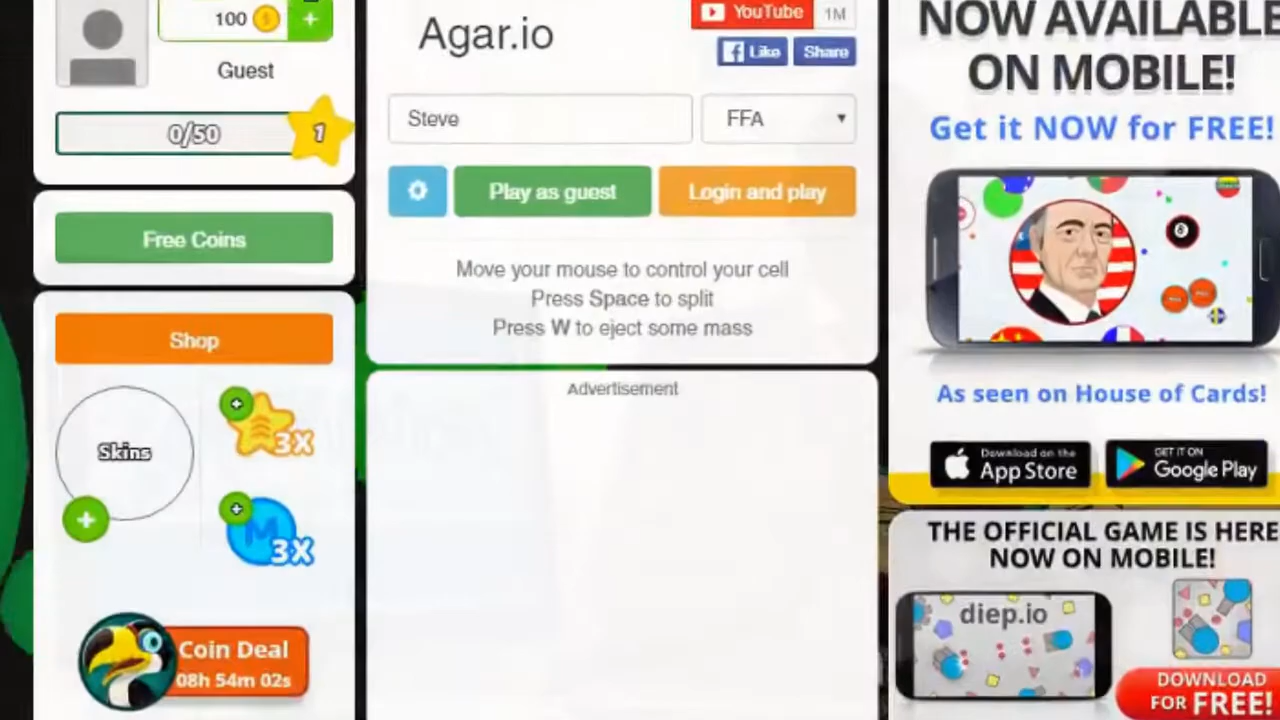 100
Guest
0/50
1
Free Coins
Shop
Skins
3X
M
3X
Coin Deal
08h 54m 02s
Agar.io
YouTube
1M
Like
Share
Steve
FFA
Play as guest
Login and play
Move your mouse to control your cell
Press Space to split
Press W to eject some mass
Advertisement
NOW AVAILABLE
ON MOBILE!
Get it NOW for FREE!
8
As seen on House of Cards!
Download on the
App Store
GET IT ON
Google Play
THE OFFICIAL GAME IS HERE
NOW ON MOBILE!
diep.io
DOWNLOAD
FOR FREE!